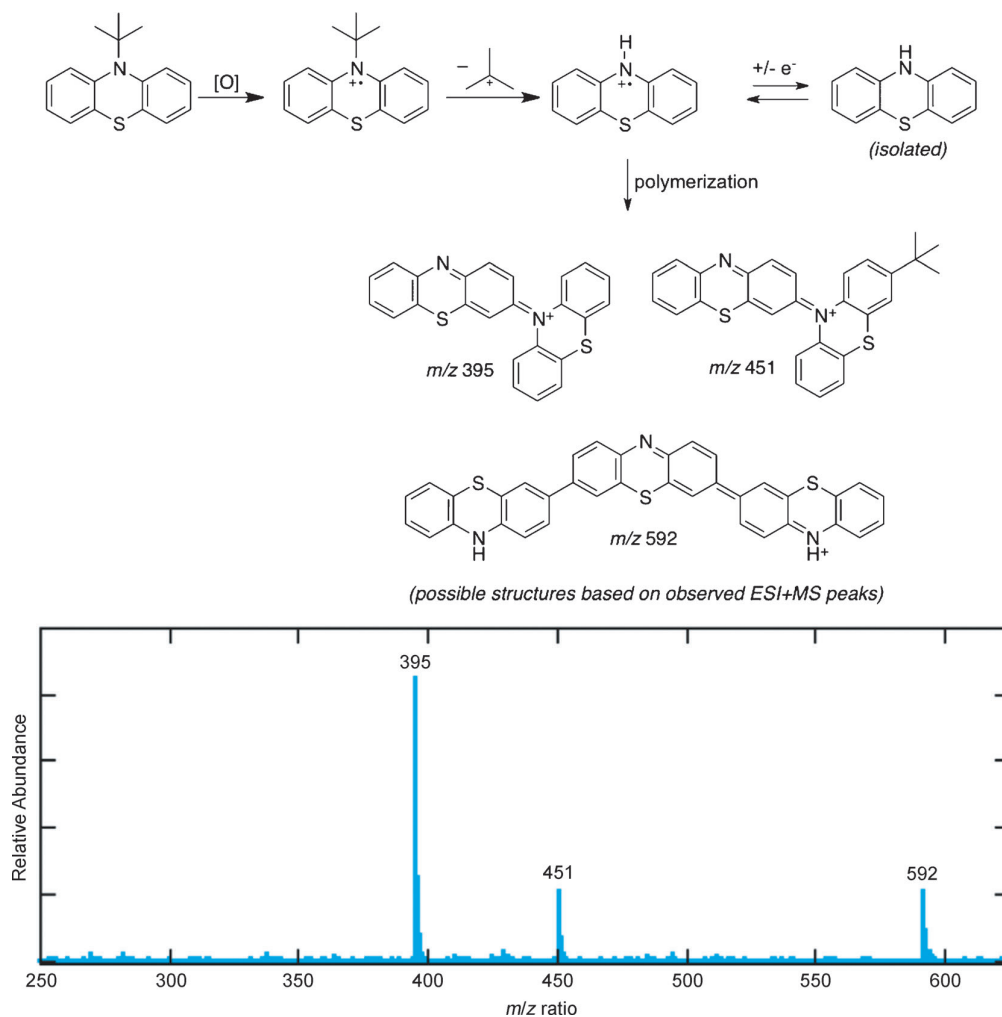 H
N
N
+•
N
+•
N
H
[O]
–
+
+/- e-
S
S
S
S
(isolated)
polymerization
N
S
N+
S
m/z 395
N
S
N+
S
m/z 451
S
N
H
N
S
m/z 592
S
N
H+
(possible structures based on observed ESI+MS peaks)
395
451
592
Relative Abundance
250
300
350
400
450
500
550
600
m/z ratio